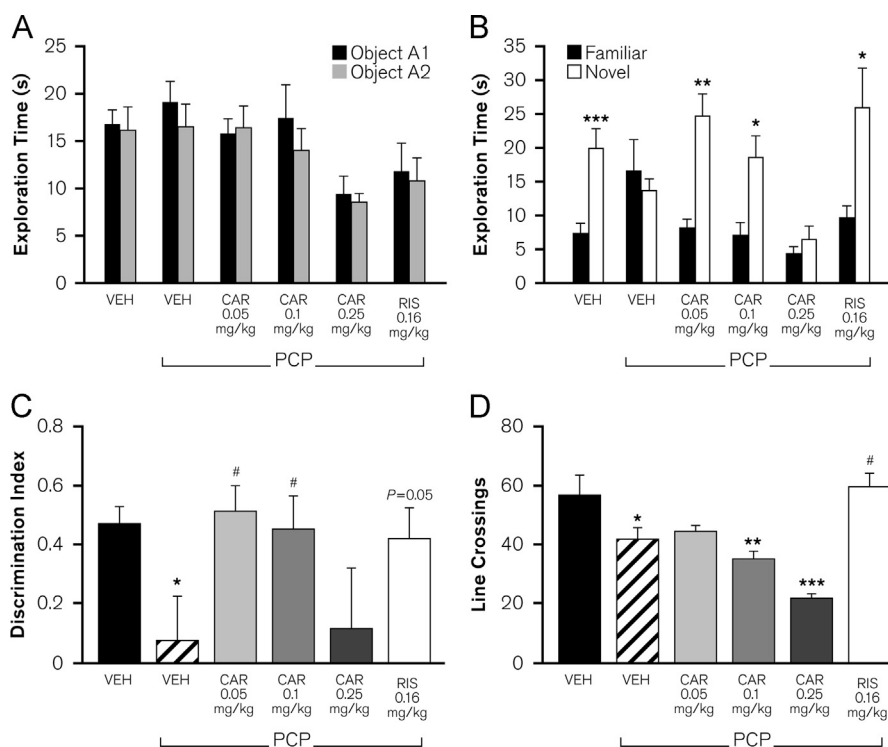 A
Exploration Time (s)
25
20
15
10
5
0
Object A1
Object A2
VEH
VEH
CAR
0.05
mg/kg
CAR
0.1
mg/kg
CAR
0.25
mg/kg
RIS
0.16
mg/kg
PCP
B
Exploration Time (s)
35
30
25
20
15
10
5
0
Familiar
Novel
***
**
*
*
VEH
VEH
CAR
0.05
mg/kg
CAR
0.1
mg/kg
CAR
0.25
mg/kg
RIS
0.16
mg/kg
PCP
C
Discrimination Index
0.8
0.6
0.4
0.2
0
*
#
#
P=0.05
VEH
VEH
CAR
0.05
mg/kg
CAR
0.1
mg/kg
CAR
0.25
mg/kg
RIS
0.16
mg/kg
PCP
D
Line Crossings
80
60
40
20
0
*
**
***
#
VEH
VEH
CAR
0.05
mg/kg
CAR
0.1
mg/kg
CAR
0.25
mg/kg
RIS
0.16
mg/kg
PCP